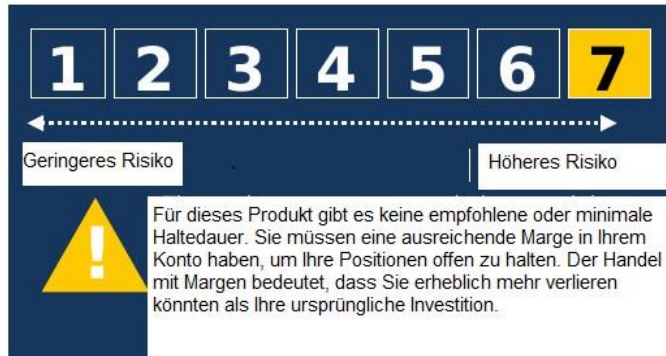 1 2 3 4 5 6 7
Geringeres Risiko Höheres Risiko
!
Für dieses Produkt gibt es keine empfohlene oder minimale
Haltedauer. Sie müssen eine ausreichende Marge in Ihrem
Konto haben, um Ihre Positionen offen zu halten. Der Handel
mit Margen bedeutet, dass Sie erheblich mehr verlieren
könnten als Ihre ursprüngliche Investition.